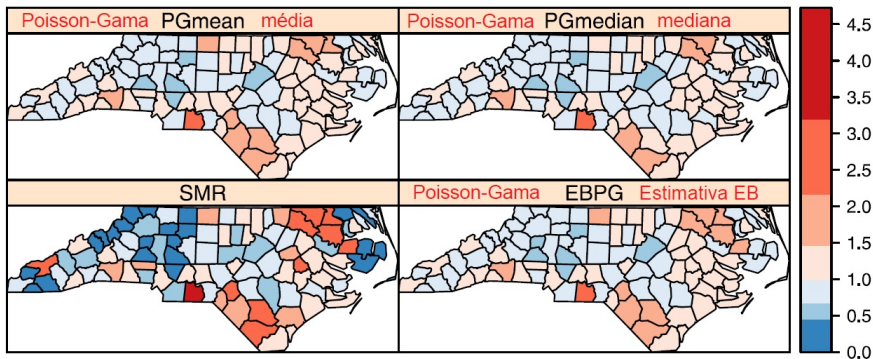 Poisson-Gama PGmean média
Poisson-Gama PGmedian mediana
SMR
Poisson-Gama EBPG Estimativa EB
4.5
4.0
3.5
3.0
2.5
2.0
1.5
1.0
0.5
0.0